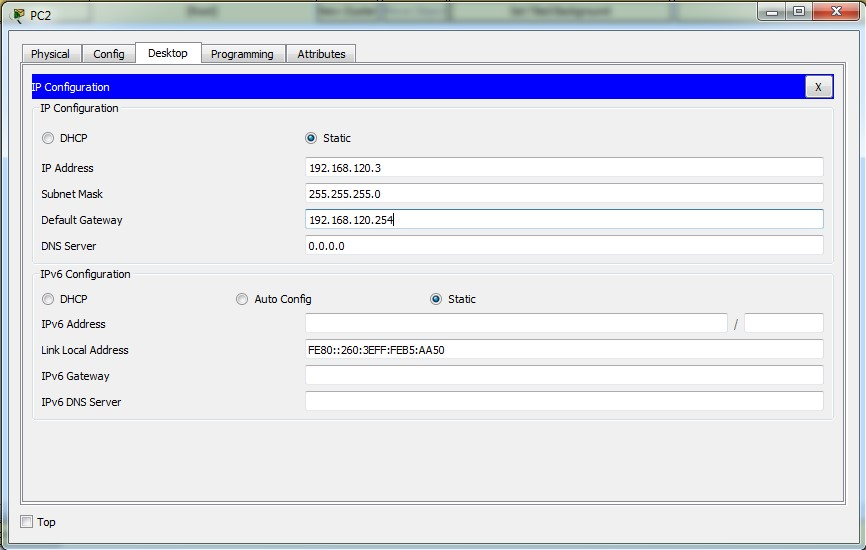 PC2
Physical Config Desktop Programming Attributes
IP Configuration X
IP Configuration
DHCP Static
IP Address 192.168.120.3
Subnet Mask 255.255.255.0
Default Gateway 192.168.120.254
DNS Server 0.0.0.0
IPv6 Configuration
DHCP Auto Config Static
IPv6 Address /
Link Local Address FE80::260:3EFF:FEB5:AA50
IPv6 Gateway
IPv6 DNS Server
Top